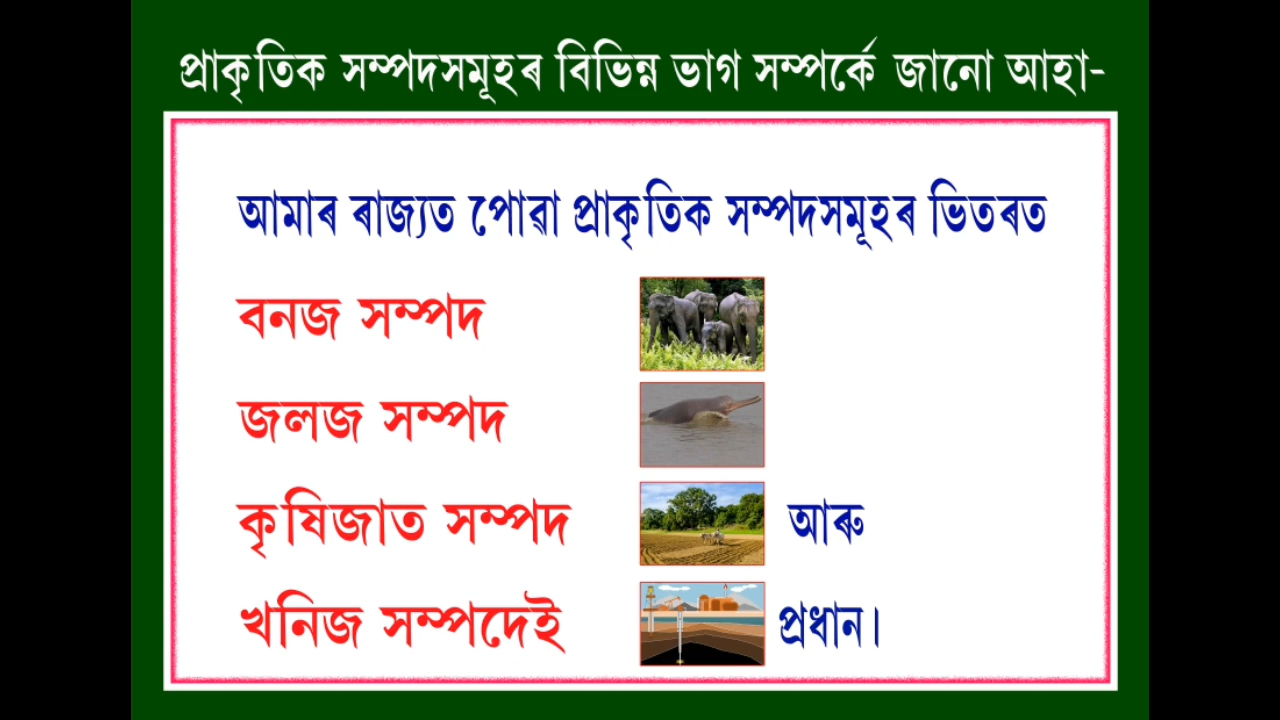 প্ৰাকৃতিক সম্পদসমূহৰ বিভিন্ন ভাগ সম্পৰ্কে জানো আহা-
আমাৰ ৰাজ্যত পোৱা প্ৰাকৃতিক সম্পদসমূহৰ ভিতৰত
বনজ সম্পদ
জলজ সম্পদ
কৃষিজাত সম্পদ আৰু
খনিজ সম্পদেই প্ৰধান।